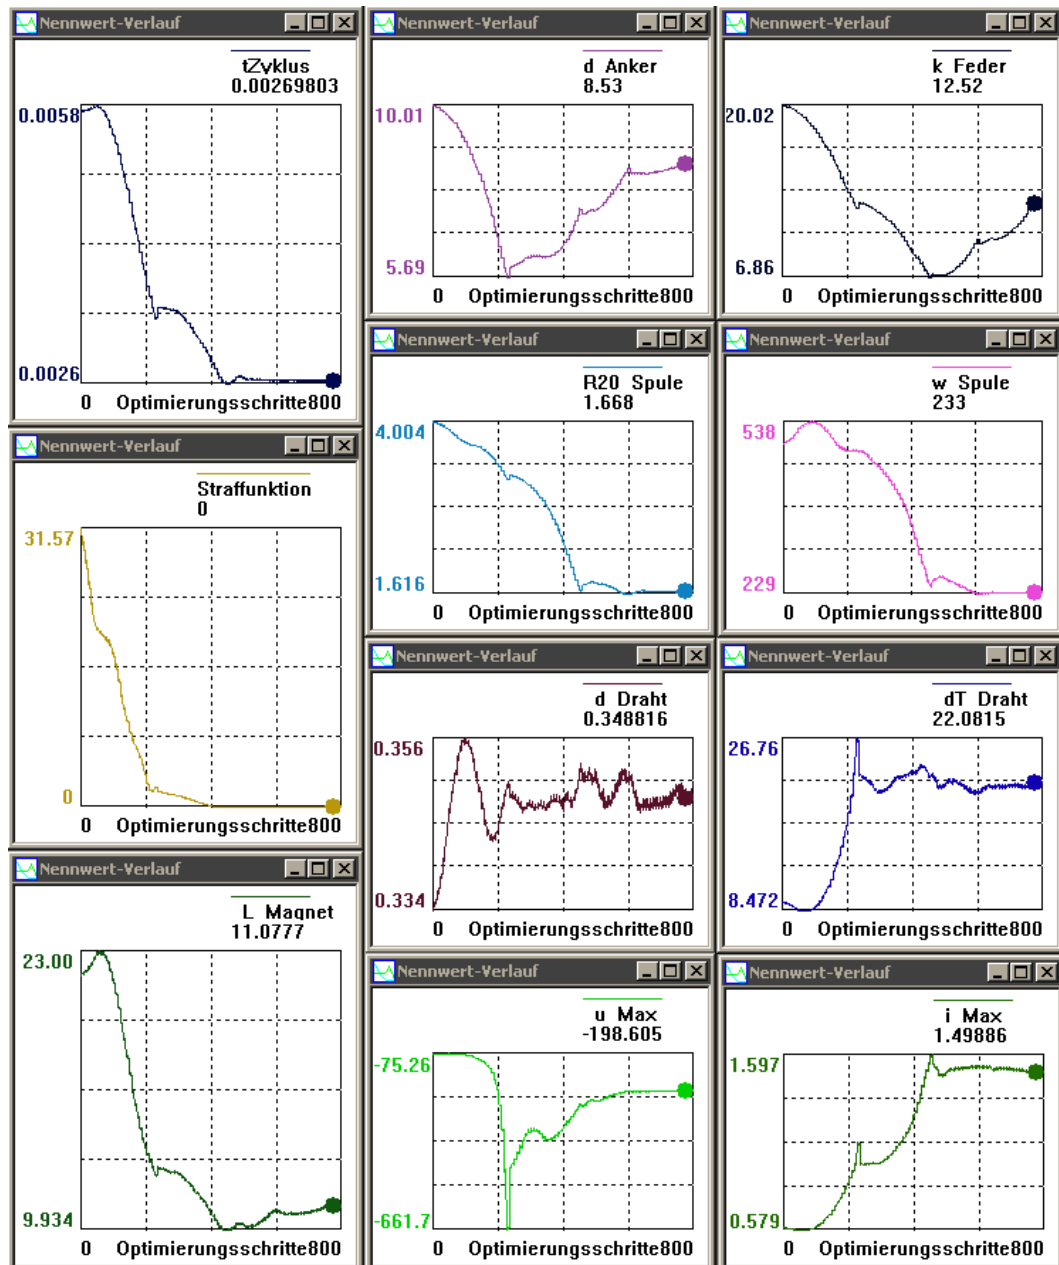 Nennwert-Verlauf
tZyklus
0.00269803
0.0058
0.0026
0 Optimierungsschritte800
Nennwert-Verlauf
Straffunktion
0
31.57
0
0 Optimierungsschritte800
Nennwert-Verlauf
L Magnet
11.0777
23.00
9.934
0 Optimierungsschritte800
Nennwert-Verlauf
d Anker
8.53
10.01
5.69
0 Optimierungsschritte800
Nennwert-Verlauf
R20 Spule
1.668
4.004
1.616
0 Optimierungsschritte800
Nennwert-Verlauf
d Draht
0.348816
0.356
0.334
0 Optimierungsschritte800
Nennwert-Verlauf
u Max
-198.605
-75.26
-661.7
0 Optimierungsschritte800
Nennwert-Verlauf
k Feder
12.52
20.02
6.86
0 Optimierungsschritte800
Nennwert-Verlauf
w Spule
233
538
229
0 Optimierungsschritte800
Nennwert-Verlauf
dT Draht
22.0815
26.76
8.472
0 Optimierungsschritte800
Nennwert-Verlauf
i Max
1.49886
1.597
0.579
0 Optimierungsschritte800